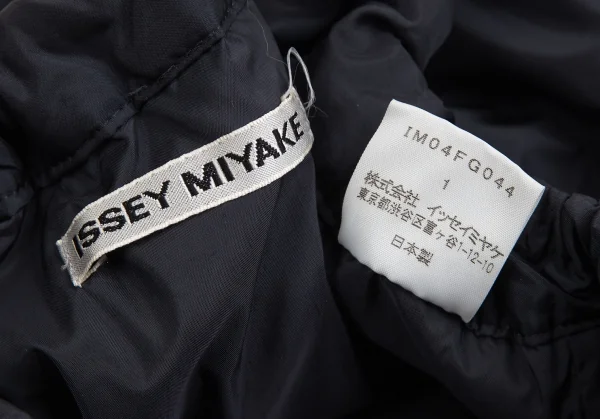 ISSEY MIYAKE
IM04FG044
1
株式会社 イッセイミヤケ
東京都渋谷区富ヶ谷1-12-10
日本製